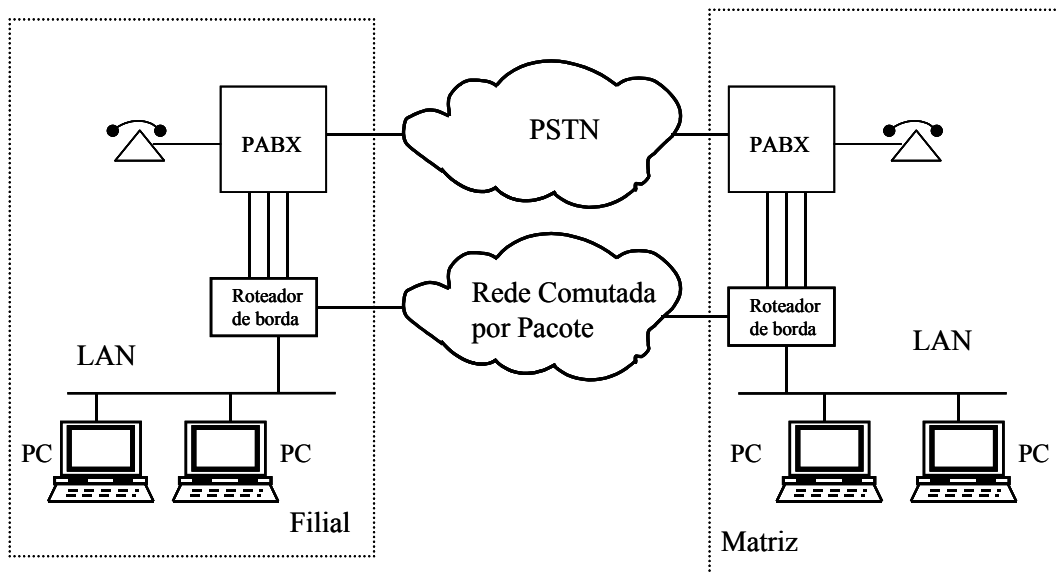 PABX
PSTN
PABX
Roteador
de borda
Rede Comutada
por Pacote
Roteador
de borda
LAN
LAN
PC
PC
PC
PC
Filial
Matriz